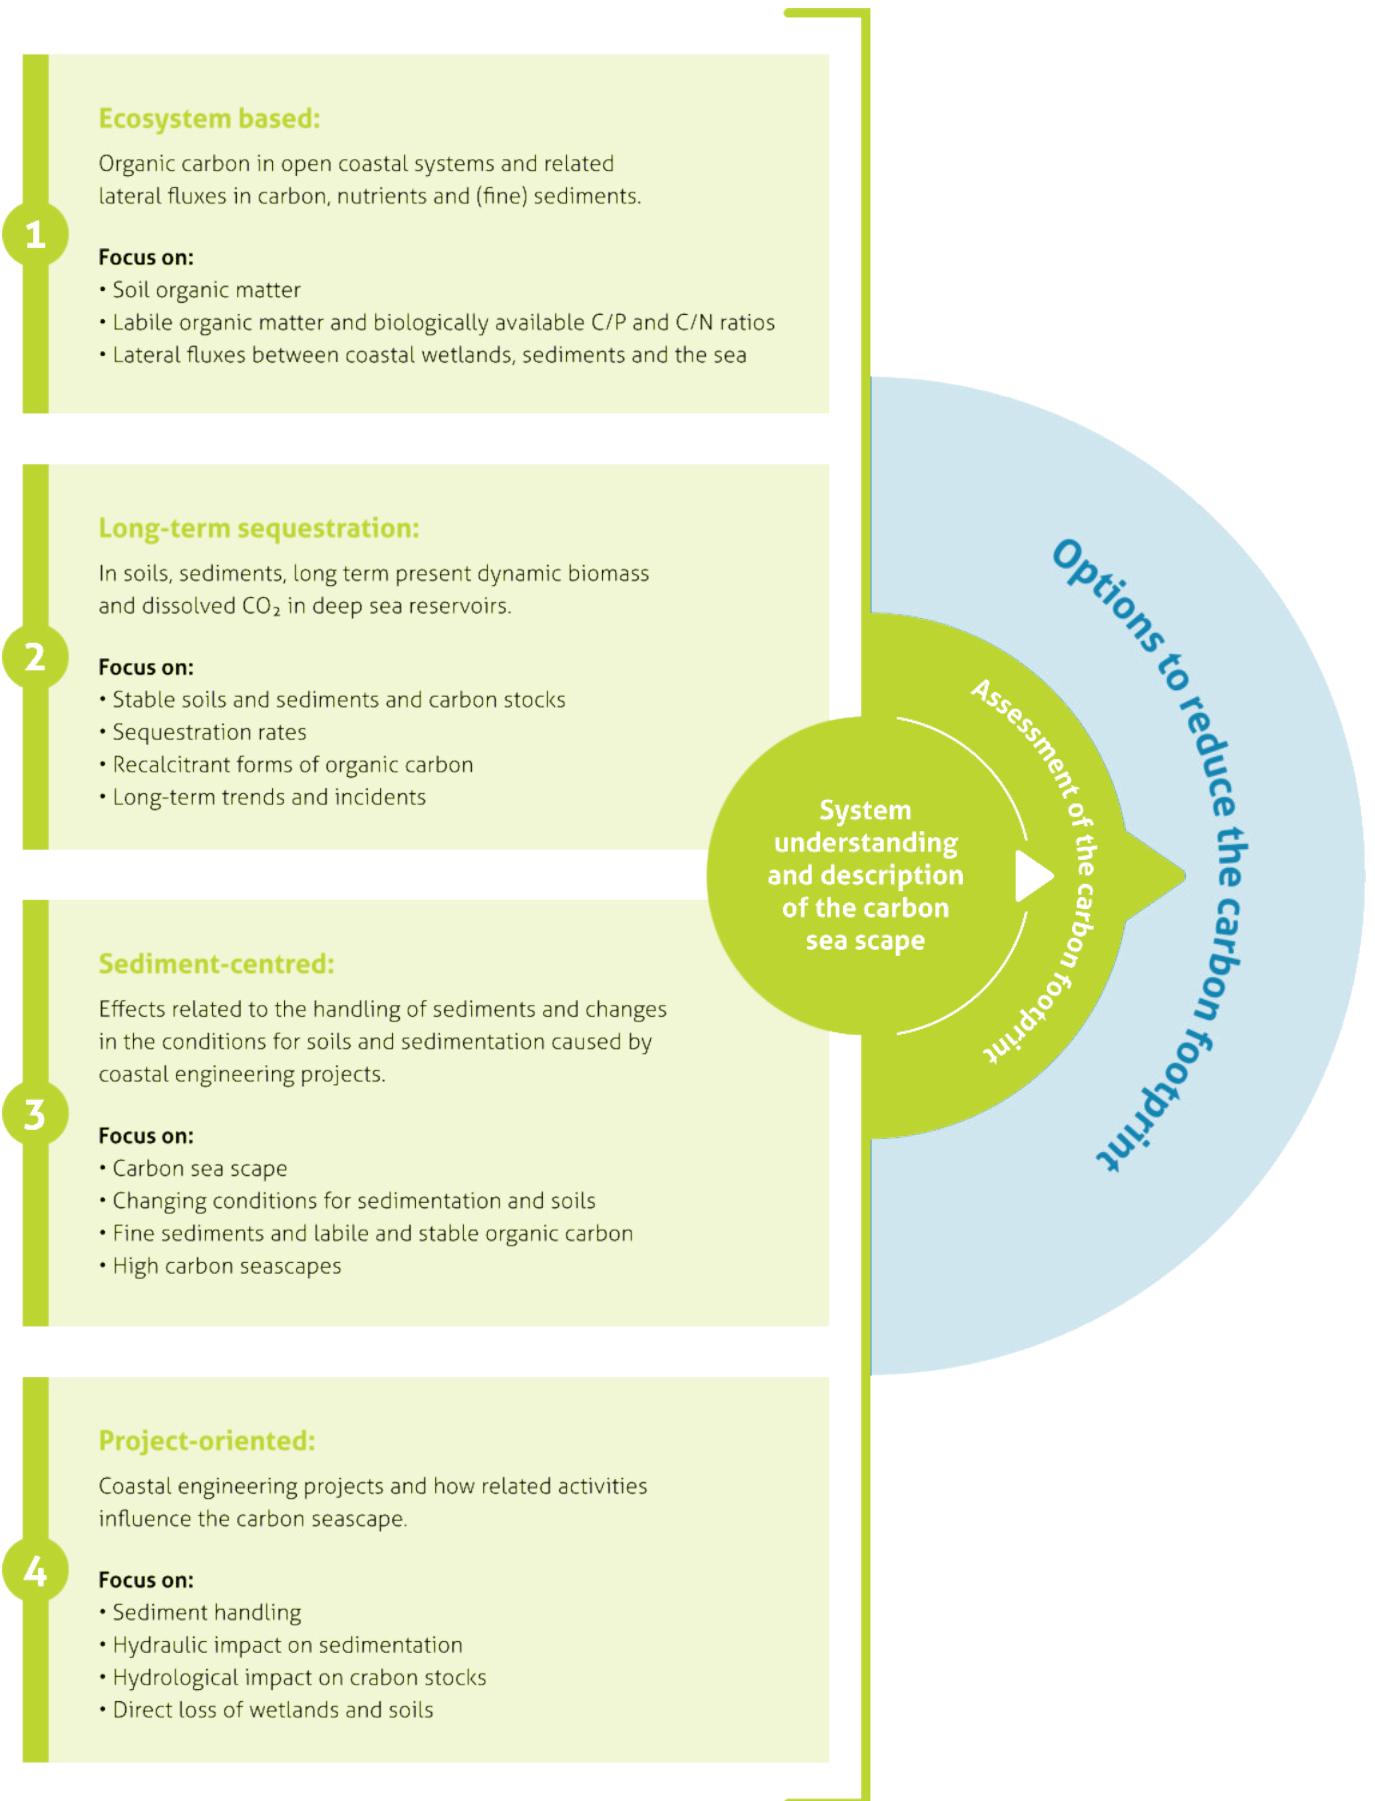 1
Ecosystem based:
Organic carbon in open coastal systems and related
lateral fluxes in carbon, nutrients and (fine) sediments.
Focus on:
• Soil organic matter
• Labile organic matter and biologically available C/P and C/N ratios
• Lateral fluxes between coastal wetlands, sediments and the sea
2
Long-term sequestration:
In soils, sediments, long term present dynamic biomass
and dissolved CO₂ in deep sea reservoirs.
Focus on:
• Stable soils and sediments and carbon stocks
• Sequestration rates
• Recalcitrant forms of organic carbon
• Long-term trends and incidents
3
Sediment-centred:
Effects related to the handling of sediments and changes
in the conditions for soils and sedimentation caused by
coastal engineering projects.
Focus on:
• Carbon sea scape
• Changing conditions for sedimentation and soils
• Fine sediments and labile and stable organic carbon
• High carbon seascapes
4
Project-oriented:
Coastal engineering projects and how related activities
influence the carbon seascape.
Focus on:
• Sediment handling
• Hydraulic impact on sedimentation
• Hydrological impact on crabon stocks
• Direct loss of wetlands and soils
System
understanding
and description
of the carbon
sea scape
Assessment of the carbon footprint
Options to reduce the carbon footprint